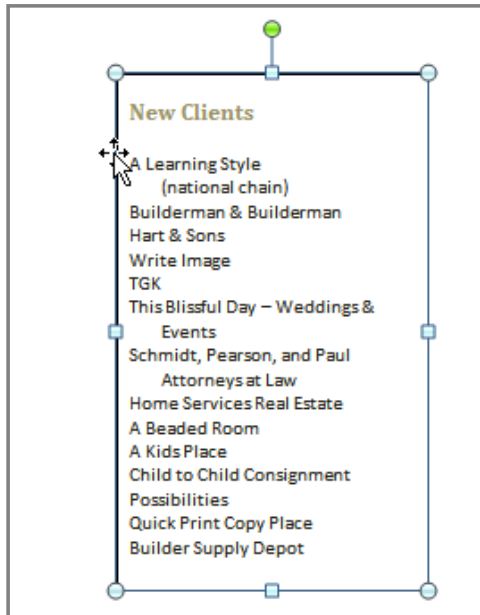 New Clients
A Learning Style
(national chain)
Builderman & Builderman
Hart & Sons
Write Image
TGK
This Blissful Day – Weddings &
Events
Schmidt, Pearson, and Paul
Attorneys at Law
Home Services Real Estate
A Beaded Room
A Kids Place
Child to Child Consignment
Possibilities
Quick Print Copy Place
Builder Supply Depot